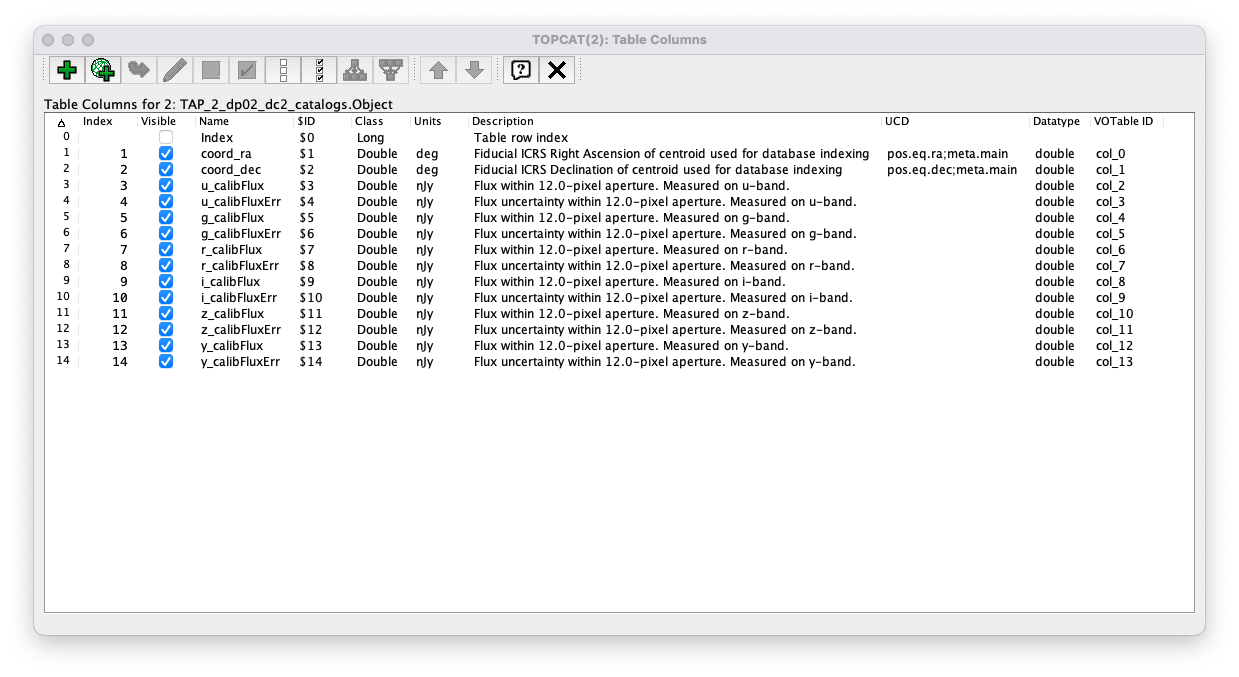 TOPCAT(2): Table Columns
Table Columns for 2: TAP_2_dp02_dc2_catalogs.Object
△ Index Visible Name $ID Class Units Description UCD Datatype VOTable ID
0 Index $0 Long Table row index
1 1 coord_ra $1 Double deg Fiducial ICRS Right Ascension of centroid used for database indexing pos.eq.ra;meta.main double col_0
2 2 coord_dec $2 Double deg Fiducial ICRS Declination of centroid used for database indexing pos.eq.dec;meta.main double col_1
3 3 u_calibFlux $3 Double nJy Flux within 12.0-pixel aperture. Measured on u-band. double col_2
4 4 u_calibFluxErr $4 Double nJy Flux uncertainty within 12.0-pixel aperture. Measured on u-band. double col_3
5 5 g_calibFlux $5 Double nJy Flux within 12.0-pixel aperture. Measured on g-band. double col_4
6 6 g_calibFluxErr $6 Double nJy Flux uncertainty within 12.0-pixel aperture. Measured on g-band. double col_5
7 7 r_calibFlux $7 Double nJy Flux within 12.0-pixel aperture. Measured on r-band. double col_6
8 8 r_calibFluxErr $8 Double nJy Flux uncertainty within 12.0-pixel aperture. Measured on r-band. double col_7
9 9 i_calibFlux $9 Double nJy Flux within 12.0-pixel aperture. Measured on i-band. double col_8
10 10 i_calibFluxErr $10 Double nJy Flux uncertainty within 12.0-pixel aperture. Measured on i-band. double col_9
11 11 z_calibFlux $11 Double nJy Flux within 12.0-pixel aperture. Measured on z-band. double col_10
12 12 z_calibFluxErr $12 Double nJy Flux uncertainty within 12.0-pixel aperture. Measured on z-band. double col_11
13 13 y_calibFlux $13 Double nJy Flux within 12.0-pixel aperture. Measured on y-band. double col_12
14 14 y_calibFluxErr $14 Double nJy Flux uncertainty within 12.0-pixel aperture. Measured on y-band. double col_13